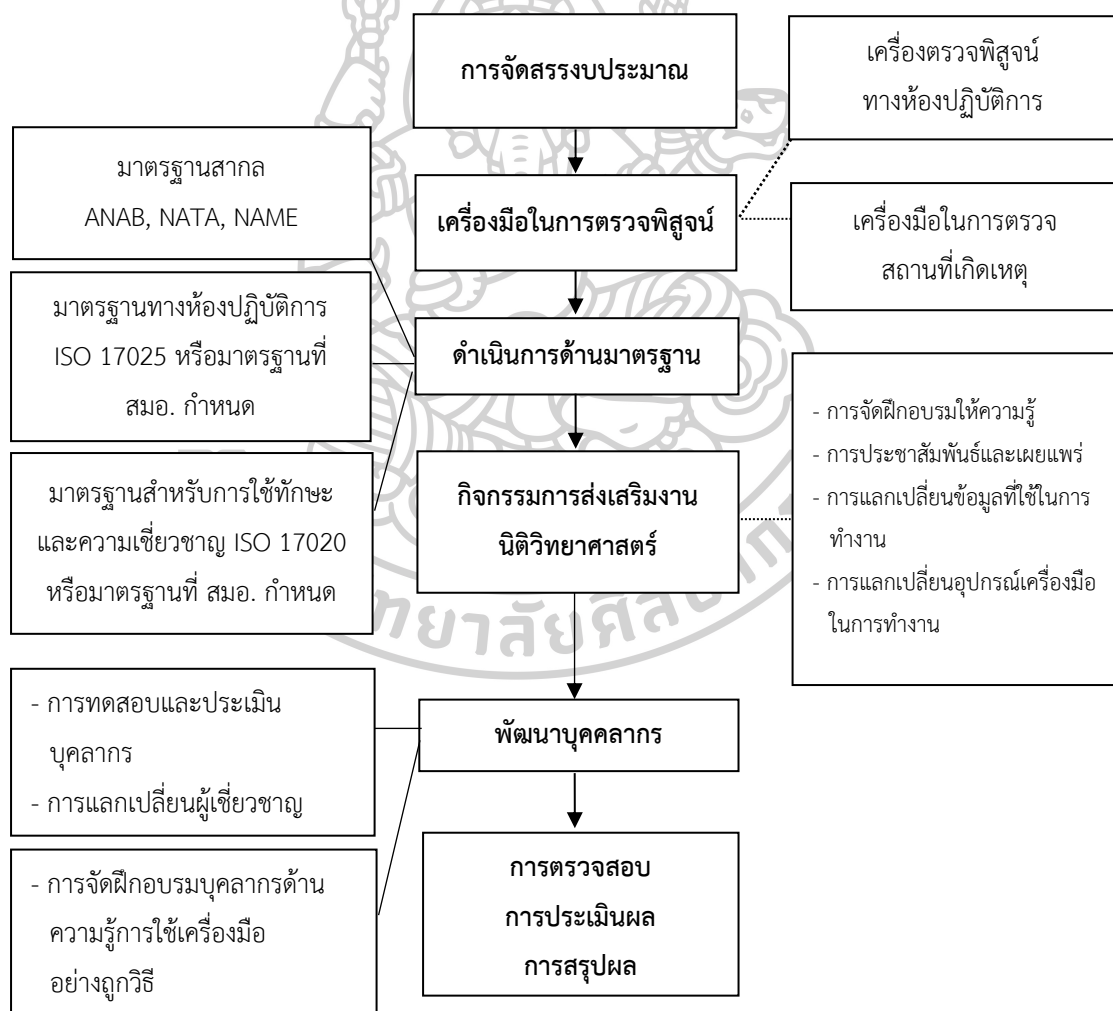 การจัดสรรงบประมาณ
เครื่องตรวจพิสูจน์
ทางห้องปฏิบัติการ
มาตรฐานสากล
ANAB, NATA, NAME
เครื่องมือในการตรวจพิสูจน์
เครื่องมือในการตรวจ
สถานที่เกิดเหตุ
มาตรฐานทางห้องปฏิบัติการ
ISO 17025 หรือมาตรฐานที่
สมอ. กำหนด
ดำเนินการด้านมาตรฐาน
มาตรฐานสำหรับการใช้ทักษะ
และความเชี่ยวชาญ ISO 17020
หรือมาตรฐานที่ สมอ. กำหนด
กิจกรรมการส่งเสริมงาน
นิติวิทยาศาสตร์
- การจัดฝึกอบรมให้ความรู้
- การประชาสัมพันธ์และเผยแพร่
- การแลกเปลี่ยนข้อมูลที่ใช้ในการ
ทำงาน
- การแลกเปลี่ยนอุปกรณ์เครื่องมือ
ในการทำงาน
- การทดสอบและประเมิน
บุคลากร
- การแลกเปลี่ยนผู้เชี่ยวชาญ
พัฒนาบุคคลากร
- การจัดฝึกอบรมบุคลากรด้าน
ความรู้การใช้เครื่องมือ
อย่างถูกวิธี
การตรวจสอบ
การประเมินผล
การสรุปผล